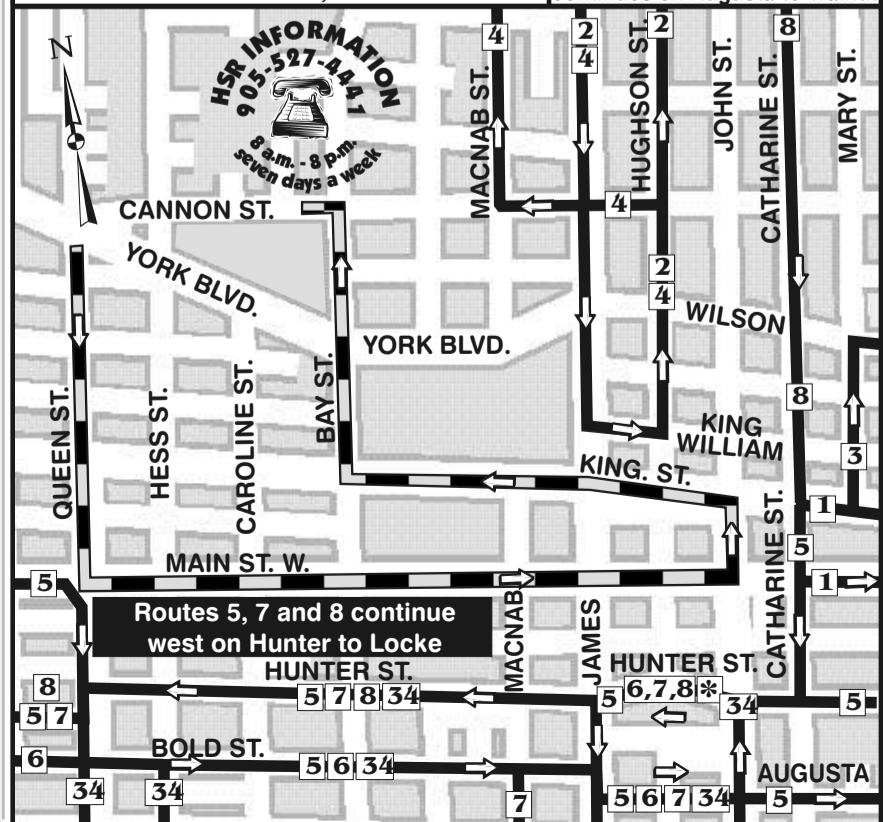 4
2
4
2
8
HUGHSON ST.
JOHN ST.
CATHARINE ST.
MARY ST.
MACNAB ST.
N
HSR INFORMATION
905-527-4441
8 a.m. - 8 p.m.
seven days a week
CANNON ST.
4
YORK BLVD.
2
4
WILSON
YORK BLVD.
BAY ST.
QUEEN ST.
HESS ST.
CAROLINE ST.
8
KING
WILLIAM
3
KING. ST.
CATHARINE ST.
1
5
MAIN ST. W.
5
1
Routes 5, 7 and 8 continue
west on Hunter to Locke
MACNAB
JAMES
HUNTER ST.
HUNTER ST.
8
5 7
5 7 8 34
5
6,7,8 *
34
5
6
BOLD ST.
5 6 34
AUGUSTA
34
34
7
5 6 7 34
5